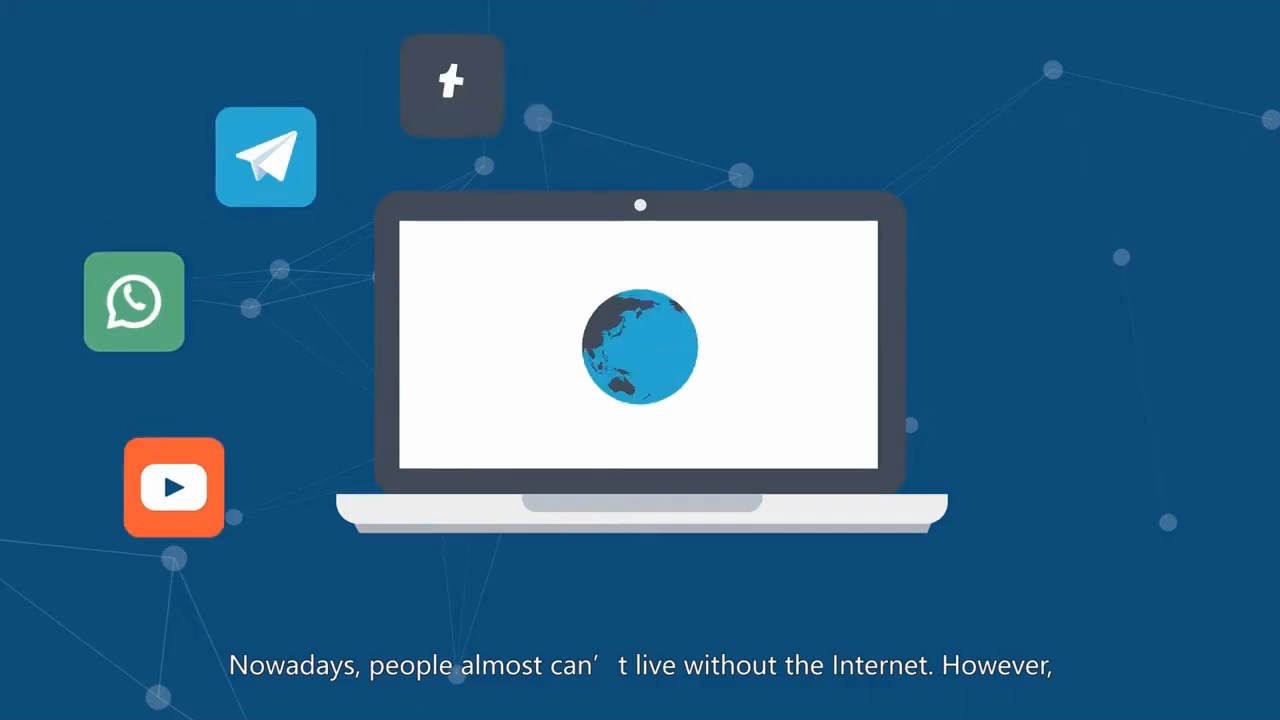 Nowadays, people almost can’t live without the Internet. However,